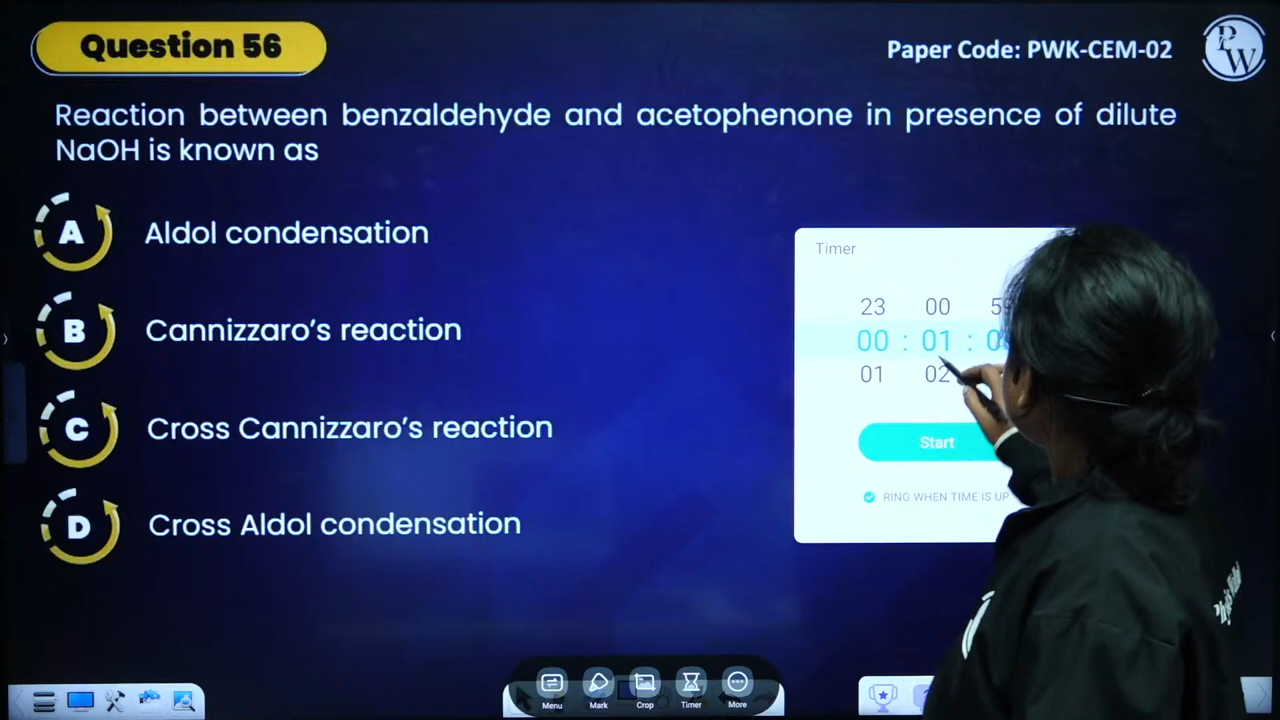 Question 56
Paper Code: PWK-CEM-02
PW
Reaction between benzaldehyde and acetophenone in presence of dilute
NaOH is known as
A Aldol condensation
B Cannizzaro's reaction
C Cross Cannizzaro's reaction
D Cross Aldol condensation
Timer
23 00
00 : 01 :
01 02
Start
RING WHEN TIME IS UP
Menu Mark Crop Timer More